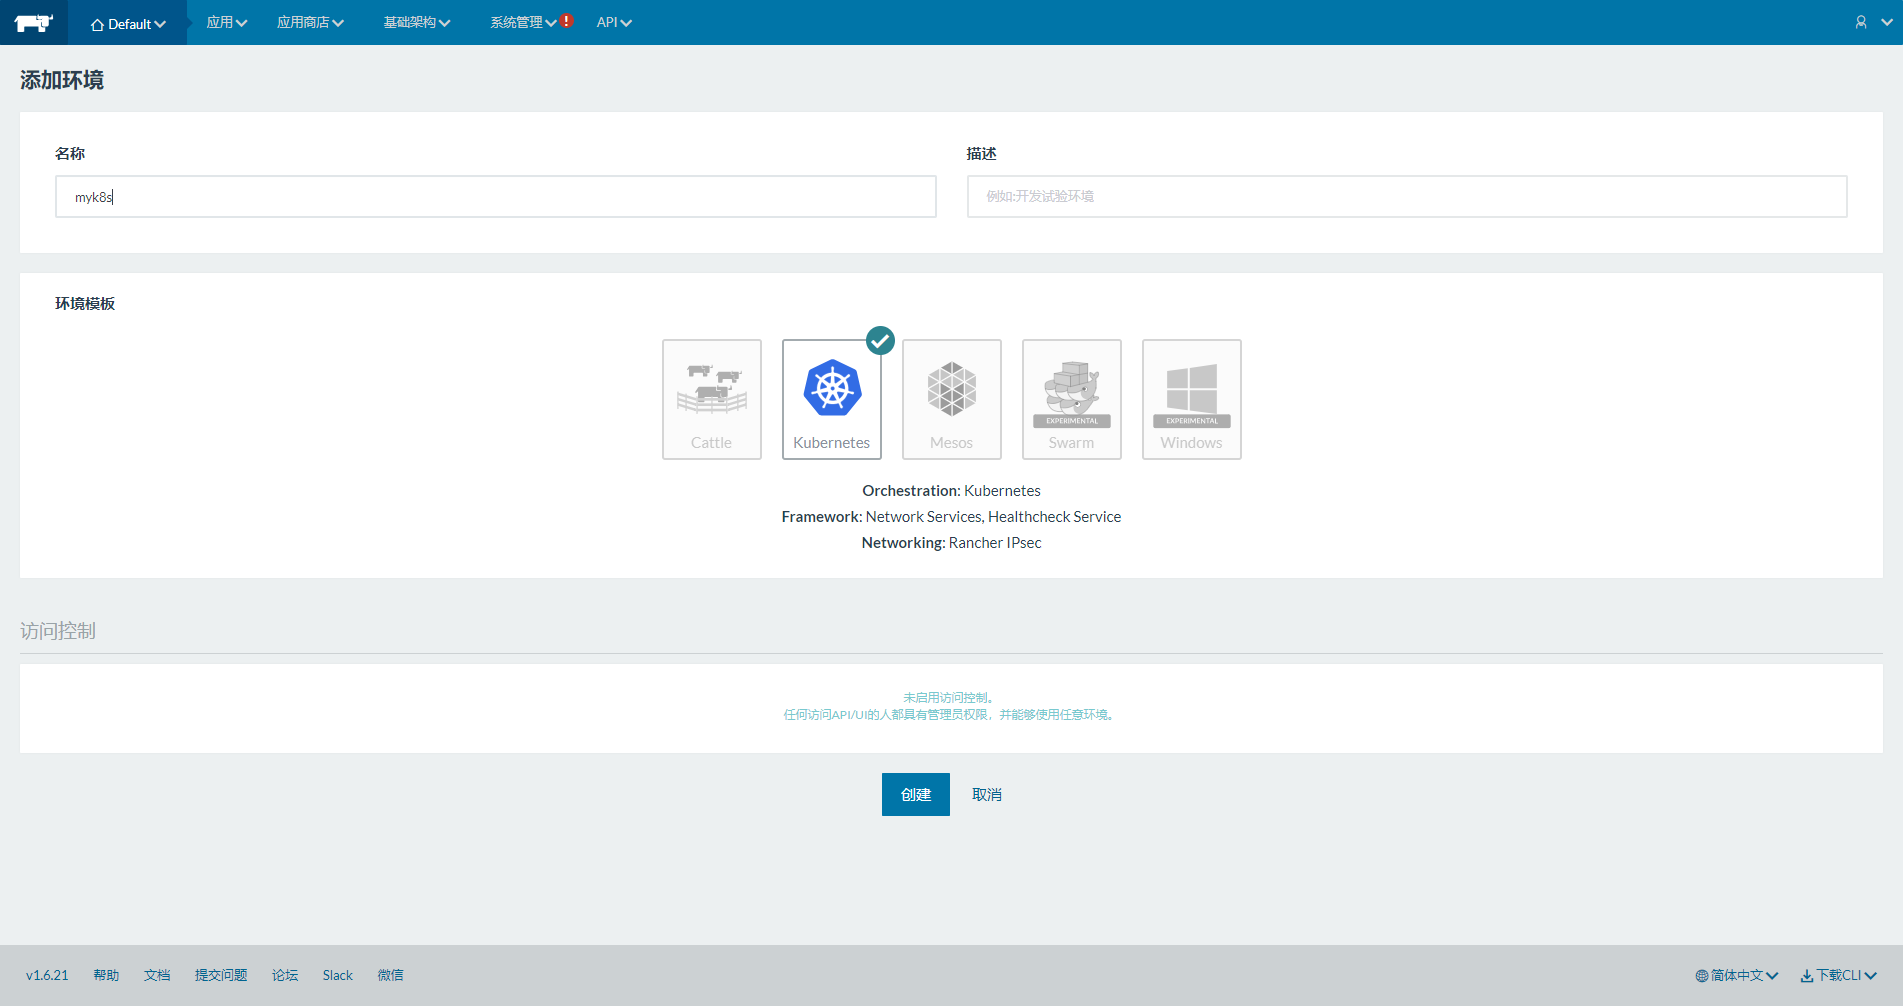 Default 应用 应用商店 基础架构 系统管理 ! API
添加环境
名称 描述
myk8s 例如:开发试验环境
环境模板
EXPERIMENTAL EXPERIMENTAL
Cattle Kubernetes Mesos Swarm Windows
Orchestration: Kubernetes
Framework: Network Services, Healthcheck Service
Networking: Rancher IPsec
访问控制
未启用访问控制。
任何访问API/UI的人都具有管理员权限，并能够使用任意环境。
创建 取消
v1.6.21 帮助 文档 提交问题 论坛 Slack 微信 简体中文 下载CLI